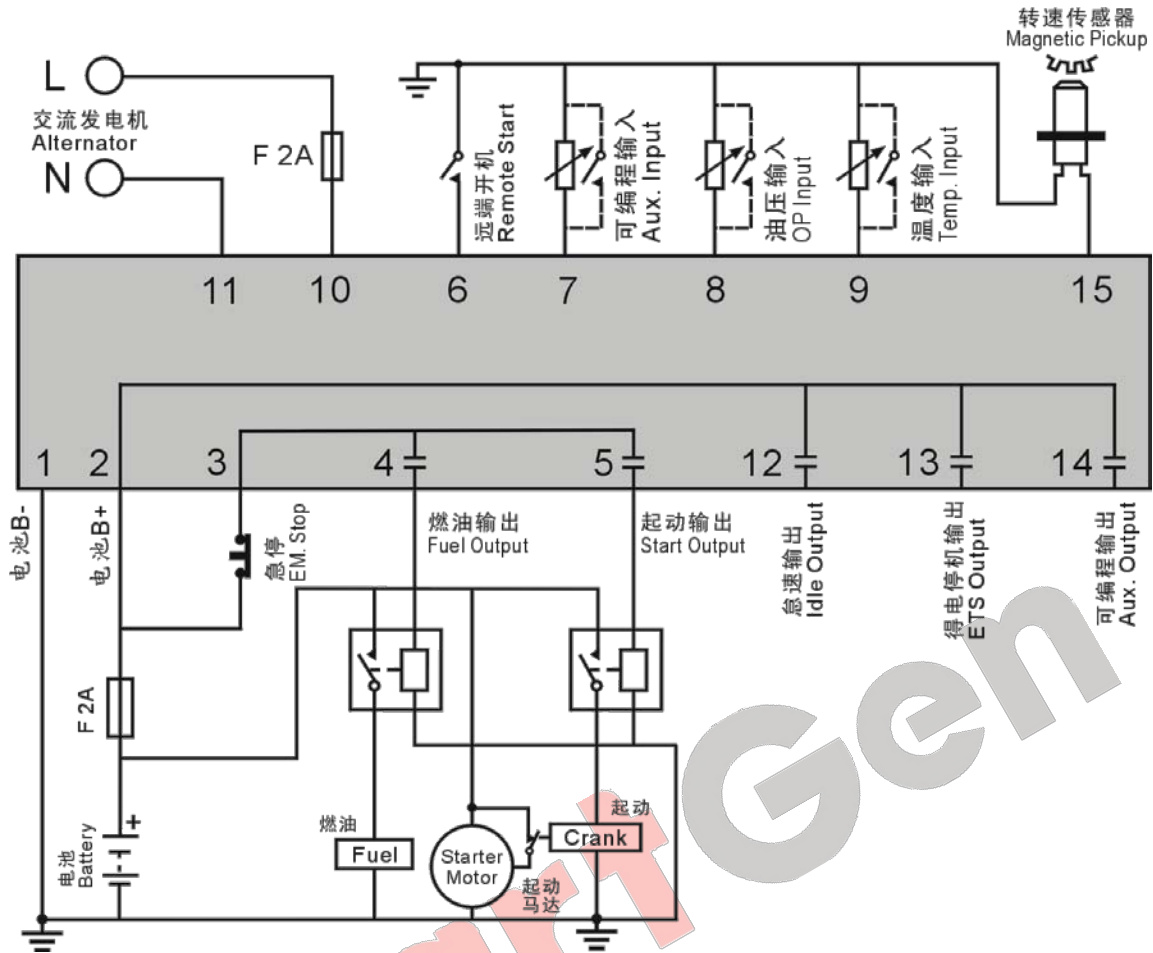 转速传感器
Magnetic Pickup
L
交流发电机
Alternator
N
F 2A
远端开机
Remote Start
可编程输入
Aux. Input
油压输入
OP Input
温度输入
Temp. Input
11
10
6
7
8
9
15
1
2
3
4
5
12
13
14
电池B-
电池B+
急停
EM. Stop
燃油输出
Fuel Output
起动输出
Start Output
怠速输出
Idle Output
得电停机输出
ETS Output
可编程输出
Aux. Output
F 2A
+
电池
Battery
燃油
Fuel
Starter
Motor
起动
马达
起动
Crank
artGen